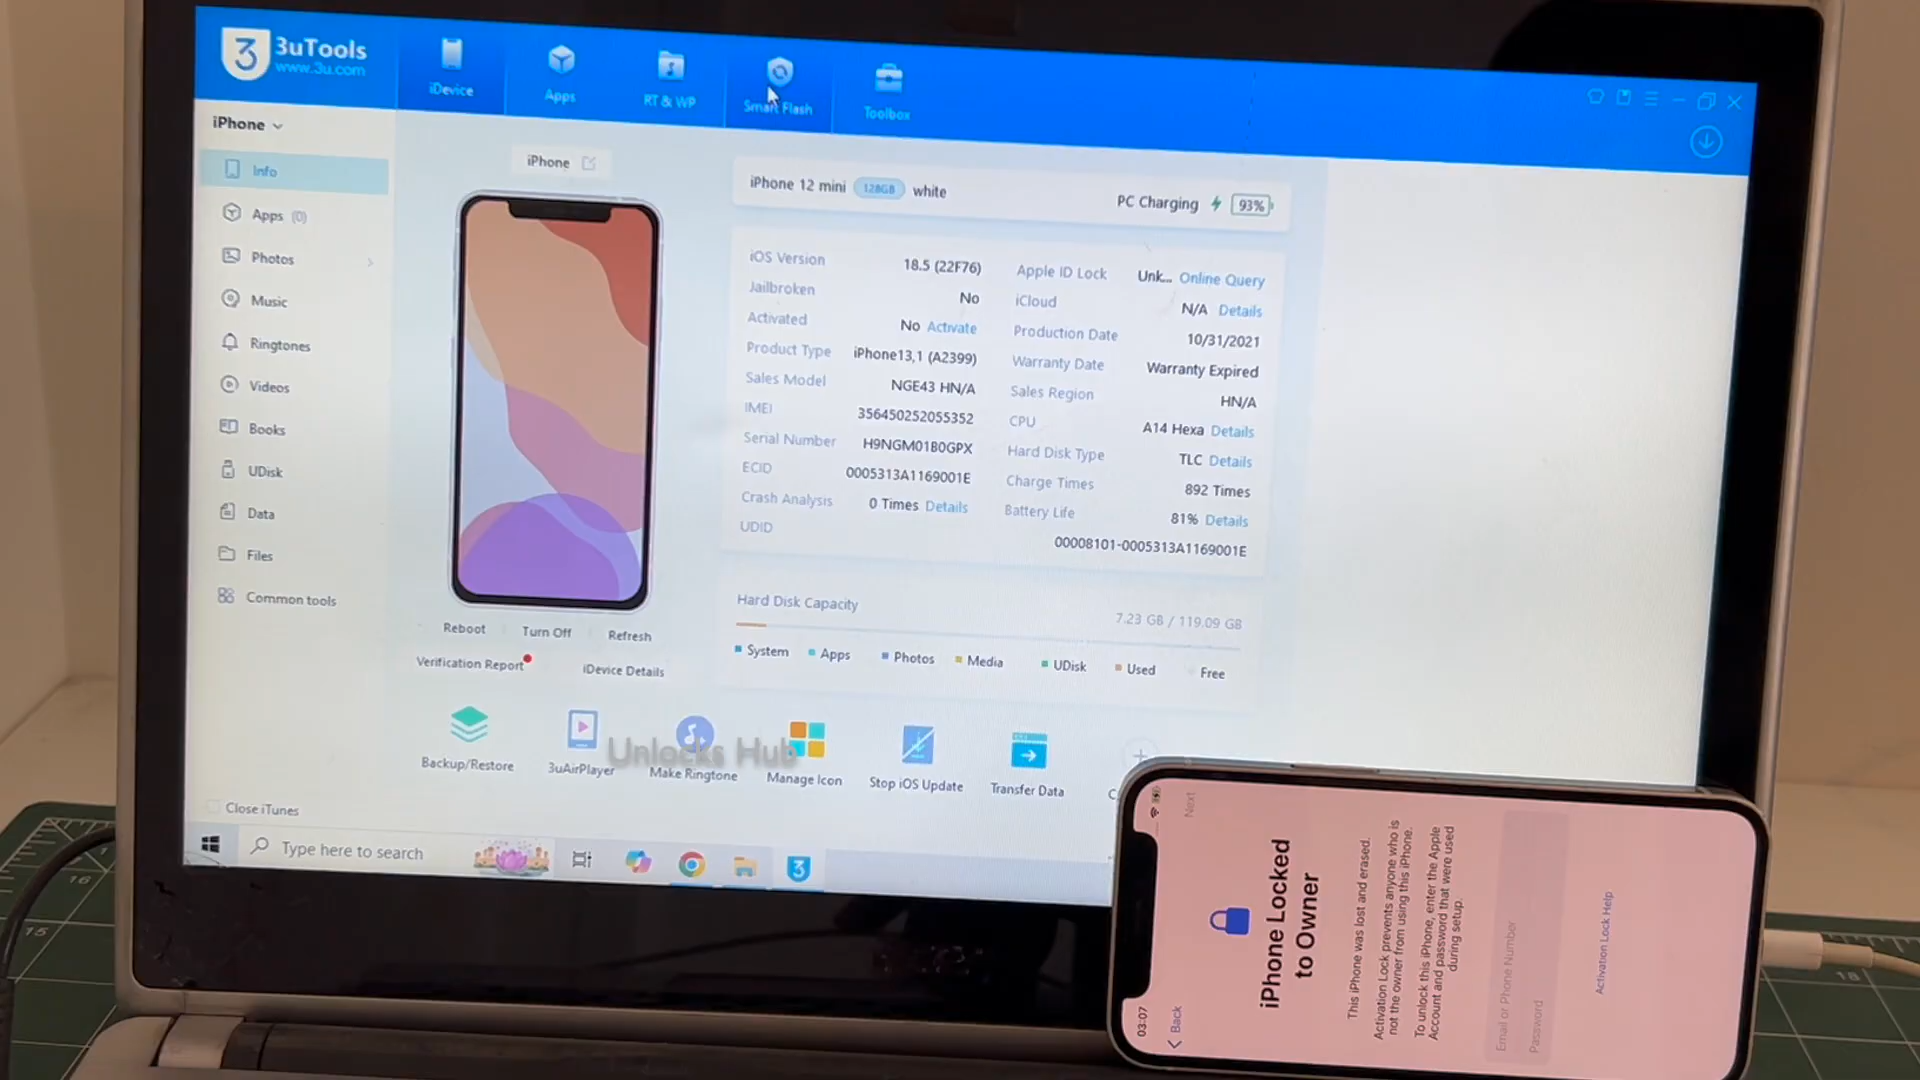 3uTools
www.3u.com
iDevice
Apps
RT & WP
Smart Flash
Toolbox
iPhone
Info
Apps (0)
Photos
Music
Ringtones
Videos
Books
UDisk
Data
Files
Common tools
Close iTunes
iPhone
Reboot
Turn Off
Refresh
Verification Report
iDevice Details
iPhone 12 mini 128GB white
PC Charging 93%
iOS Version 18.5 (22F76)
Jailbroken No
Activated No Activate
Product Type iPhone13,1 (A2399)
Sales Model NGE43 HN/A
IMEI 356450252055352
Serial Number H9NGM01B0GPX
ECID 0005313A1169001E
Crash Analysis 0 Times Details
UDID 00008101-0005313A1169001E
Apple ID Lock Unk... Online Query
iCloud N/A Details
Production Date 10/31/2021
Warranty Date Warranty Expired
Sales Region HN/A
CPU A14 Hexa Details
Hard Disk Type TLC Details
Charge Times 892 Times
Battery Life 81% Details
Hard Disk Capacity 7.23 GB / 119.09 GB
System Apps Photos Media UDisk Used Free
Backup/Restore
3uAirPlayer
Make Ringtone
Manage Icon
Stop iOS Update
Transfer Data
Unlocks Hub
Type here to search
03:07
Back
Next
iPhone Locked
to Owner
This iPhone was lost and erased.
Activation Lock prevents anyone who is
not the owner from using this iPhone.
To unlock this iPhone, enter the Apple
Account and password that were used
during setup.
Email or Phone Number
Password
Activation Lock Help
16
15
18